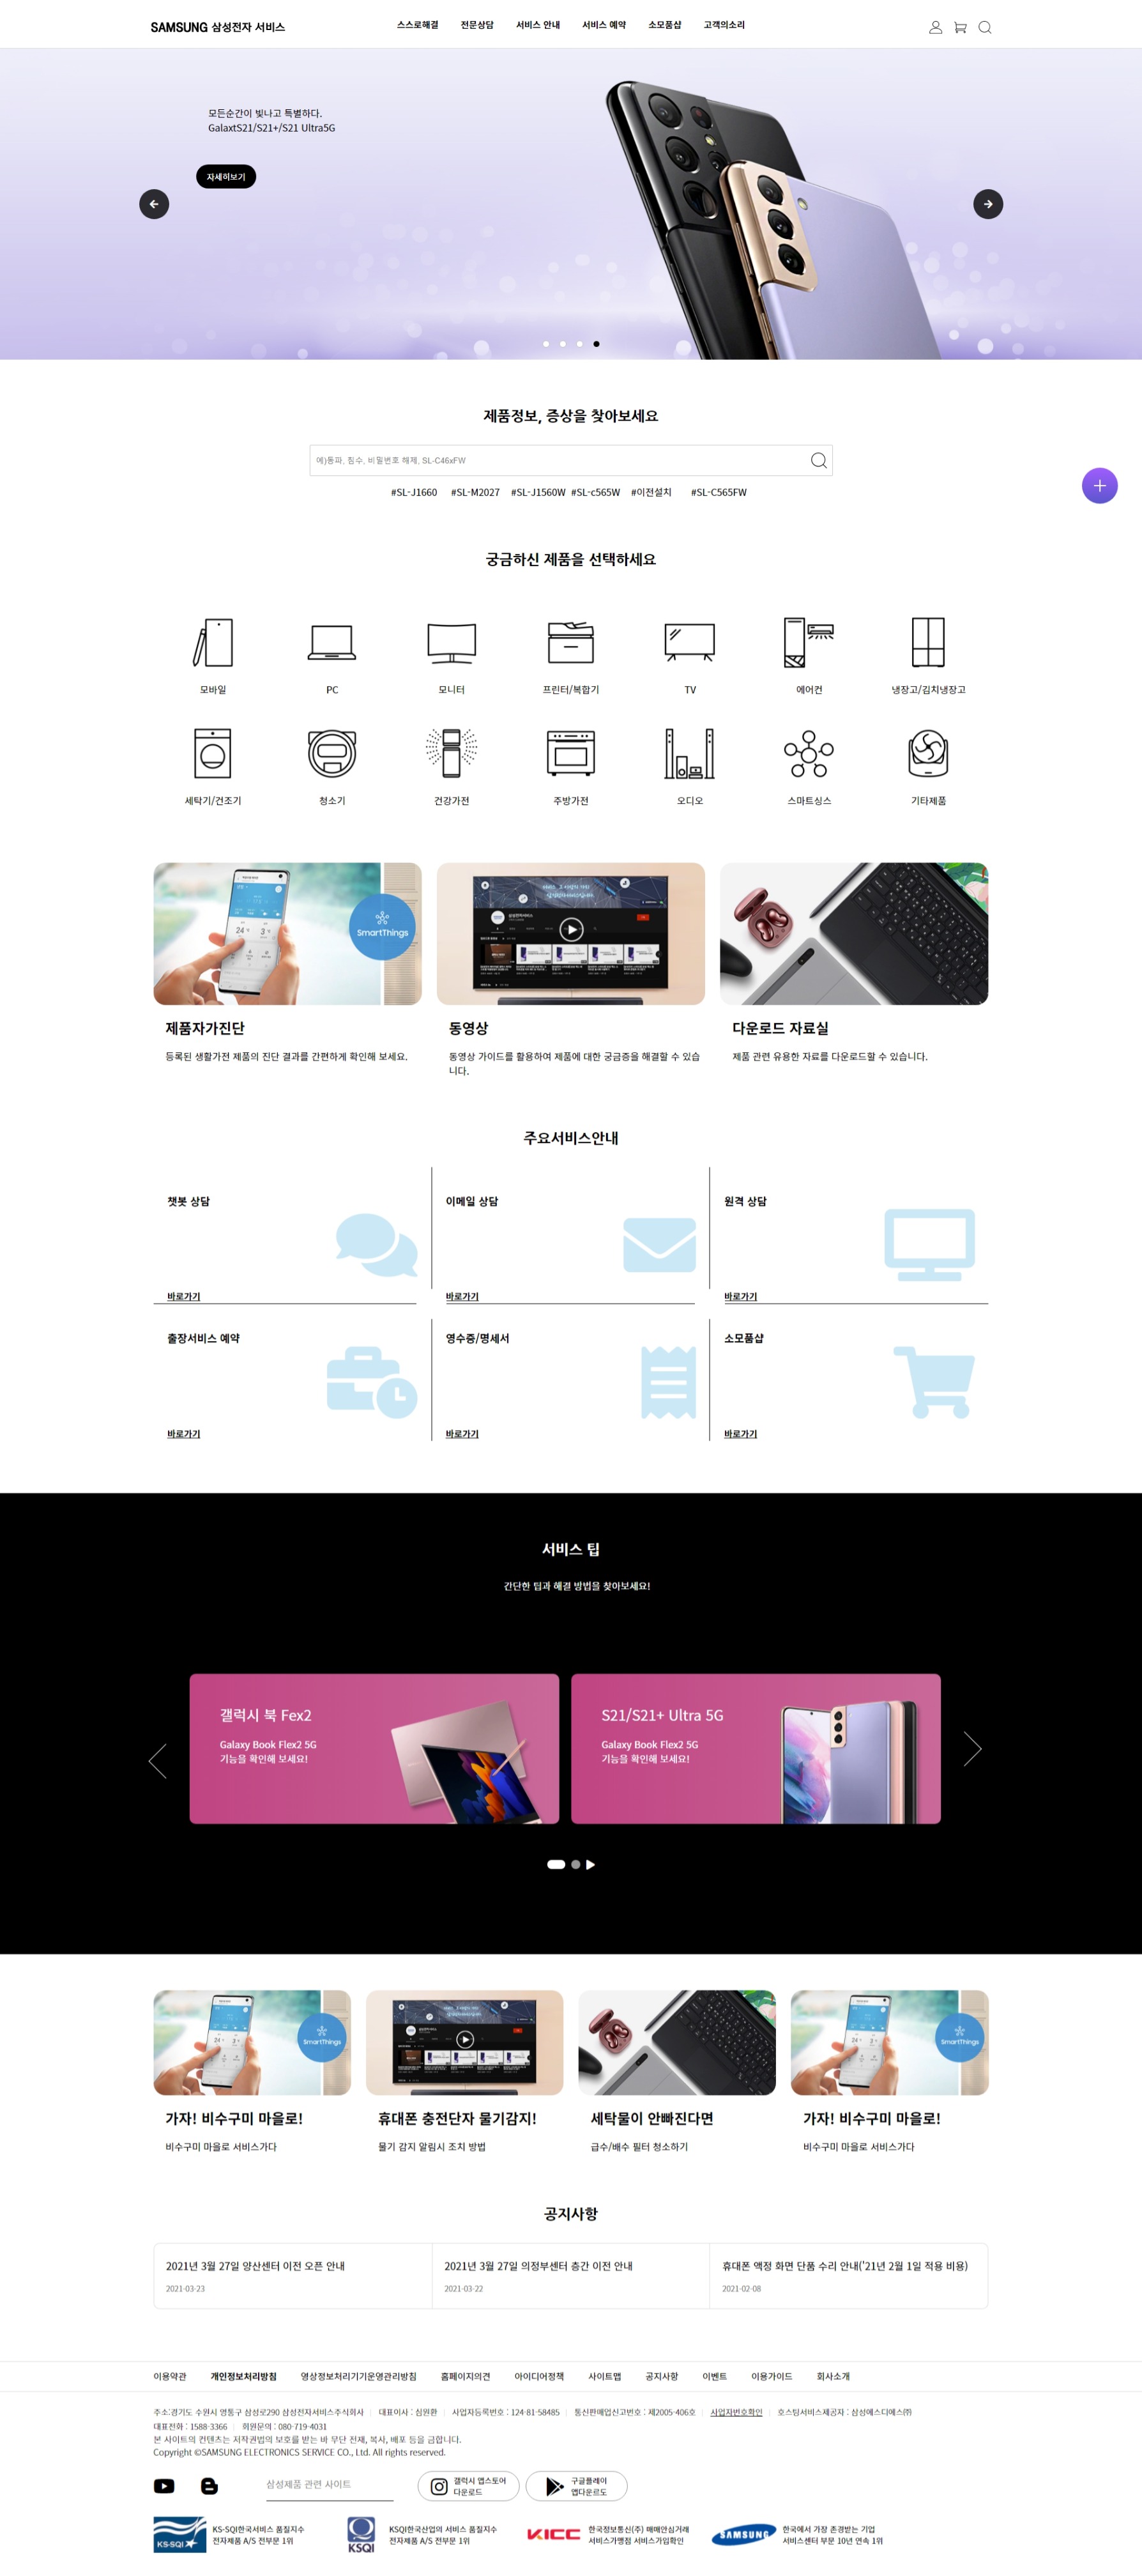 SAMSUNG 삼성전자 서비스
스스로해결 전문상담 서비스 안내 서비스 예약 소모품샵 고객의소리
모든순간이 빛나고 특별하다.
GalaxtS21/S21+/S21 Ultra5G
자세히보기
제품정보, 증상을 찾아보세요
예)통파, 침수, 비밀번호 해제, SL-C46xFW
#SL-J1660 #SL-M2027 #SL-J1560W #SL-c565W #이전설치 #SL-C565FW
궁금하신 제품을 선택하세요
모바일 PC 모니터 프린터/복합기 TV 에어컨 냉장고/김치냉장고
세탁기/건조기 청소기 건강가전 주방가전 오디오 스마트싱스 기타제품
SmartThings
제품자가진단
등록된 생활가전 제품의 진단 결과를 간편하게 확인해 보세요.
동영상
동영상 가이드를 활용하여 제품에 대한 궁금증을 해결할 수 있습
니다.
다운로드 자료실
제품 관련 유용한 자료를 다운로드할 수 있습니다.
주요서비스안내
챗봇 상담 이메일 상담 원격 상담
바로가기 바로가기 바로가기
출장서비스 예약 영수증/명세서 소모품샵
바로가기 바로가기 바로가기
서비스 팁
간단한 팁과 해결 방법을 찾아보세요!
갤럭시 북 Fex2
Galaxy Book Flex2 5G
기능을 확인해 보세요!
S21/S21+ Ultra 5G
Galaxy Book Flex2 5G
기능을 확인해 보세요!
SmartThings SmartThings
가자! 비수구미 마을로! 휴대폰 충전단자 물기감지! 세탁물이 안빠진다면 가자! 비수구미 마을로!
비수구미 마을로 서비스가다 물기 감지 알림시 조치 방법 급수/배수 필터 청소하기 비수구미 마을로 서비스가다
공지사항
2021년 3월 27일 양산센터 이전 오픈 안내
2021-03-23
2021년 3월 27일 의정부센터 층간 이전 안내
2021-03-22
휴대폰 액정 화면 단품 수리 안내('21년 2월 1일 적용 비용)
2021-02-08
이용약관 개인정보처리방침 영상정보처리기기운영관리방침 홈페이지의견 아이디어정책 사이트맵 공지사항 이벤트 이용가이드 회사소개
주소:경기도 수원시 영통구 삼성로290 삼성전자서비스주식회사 대표이사 : 심원환 사업자등록번호 : 124-81-58485 통신판매업신고번호 : 제2005-406호 사업자번호확인 호스팅서비스제공자 : 삼성에스디에스㈜
대표전화 : 1588-3366 회원문의 : 080-719-4031
본 사이트의 컨텐츠는 저작권법의 보호를 받는 바 무단 전재, 복사, 배포 등을 금합니다.
Copyright ©SAMSUNG ELECTRONICS SERVICE CO., Ltd. All rights reserved.
삼성제품 관련 사이트
갤럭시 앱스토어
다운로드
구글플레이
앱다운르도
KS-SQI
KS-SQI한국서비스 품질지수
전자제품 A/S 전부문 1위
KSQI
KSQI한국산업의 서비스 품질지수
전자제품 A/S 전부문 1위
KICC
한국정보통신(주) 매매안심거래
서비스가맹점 서비스가입확인
SAMSUNG
한국에서 가장 존경받는 기업
서비스센터 부문 10년 연속 1위